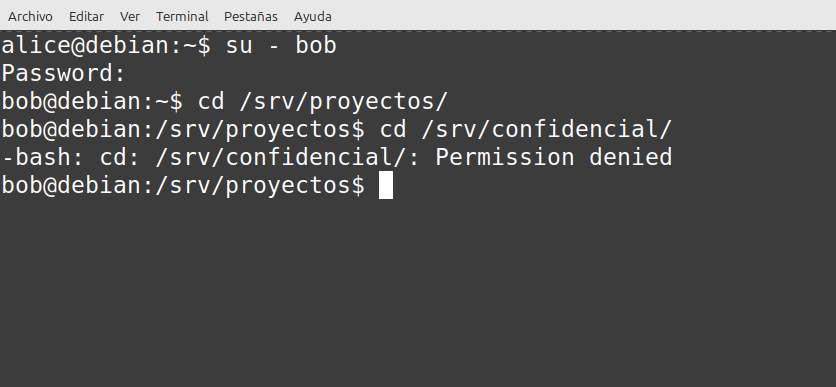 Archivo Editar Ver Terminal Pestañas Ayuda
alice@debian:~$ su - bob
Password:
bob@debian:~$ cd /srv/proyectos/
bob@debian:/srv/proyectos$ cd /srv/confidencial/
-bash: cd: /srv/confidencial/: Permission denied
bob@debian:/srv/proyectos$